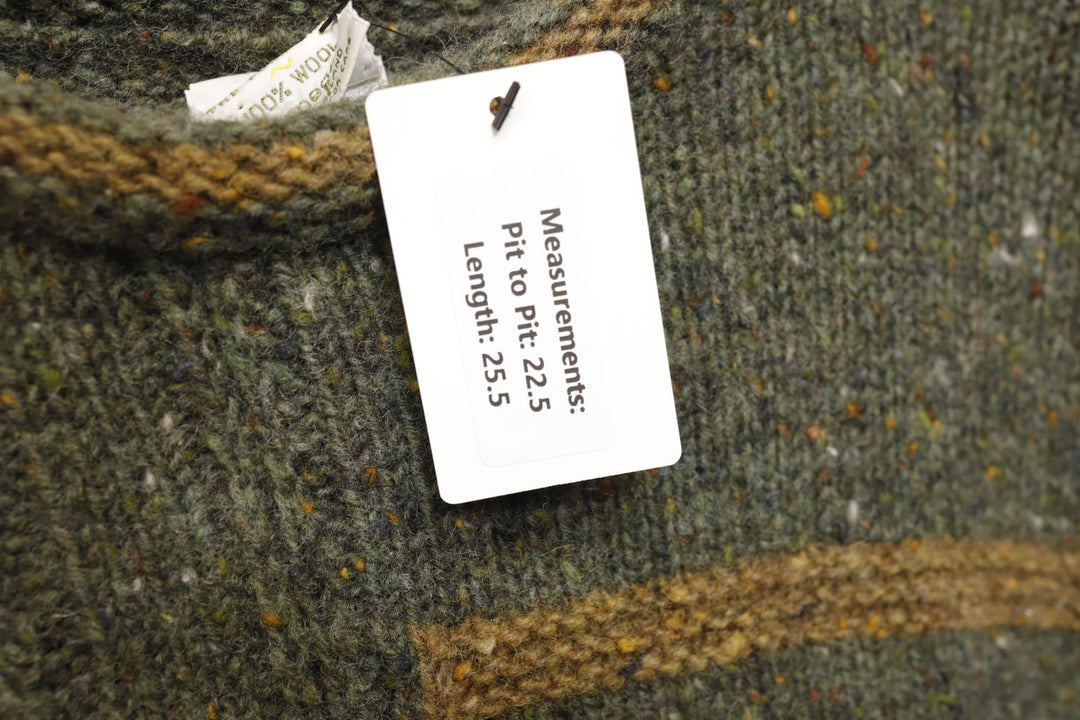 100% WOOL
Measurements:
Pit to Pit: 22.5
Length: 25.5